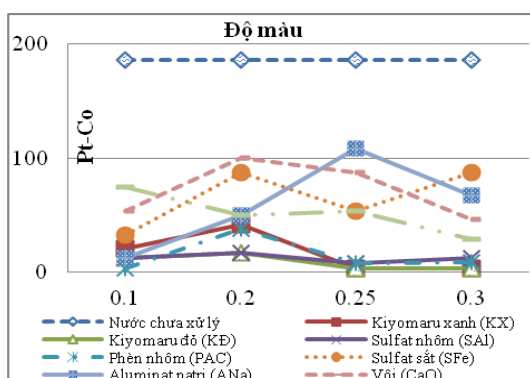 Độ màu
200
100
0
Pt-Co
0.1 0.2 0.25 0.3
Nước chưa xử lý Kiyomaru xanh (KX)
Kiyomaru đỏ (KĐ) Sulfat nhôm (SAl)
Phèn nhôm (PAC) Sulfat sắt (SFe)
Aluminat natri (ANa) Vôi (CaO)